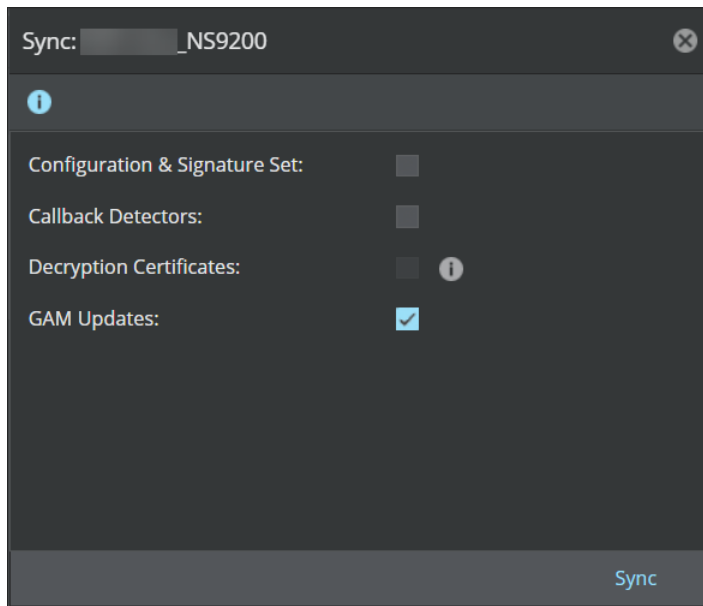 Sync: _NS9200
Configuration & Signature Set:
Callback Detectors:
Decryption Certificates:
GAM Updates:
Sync